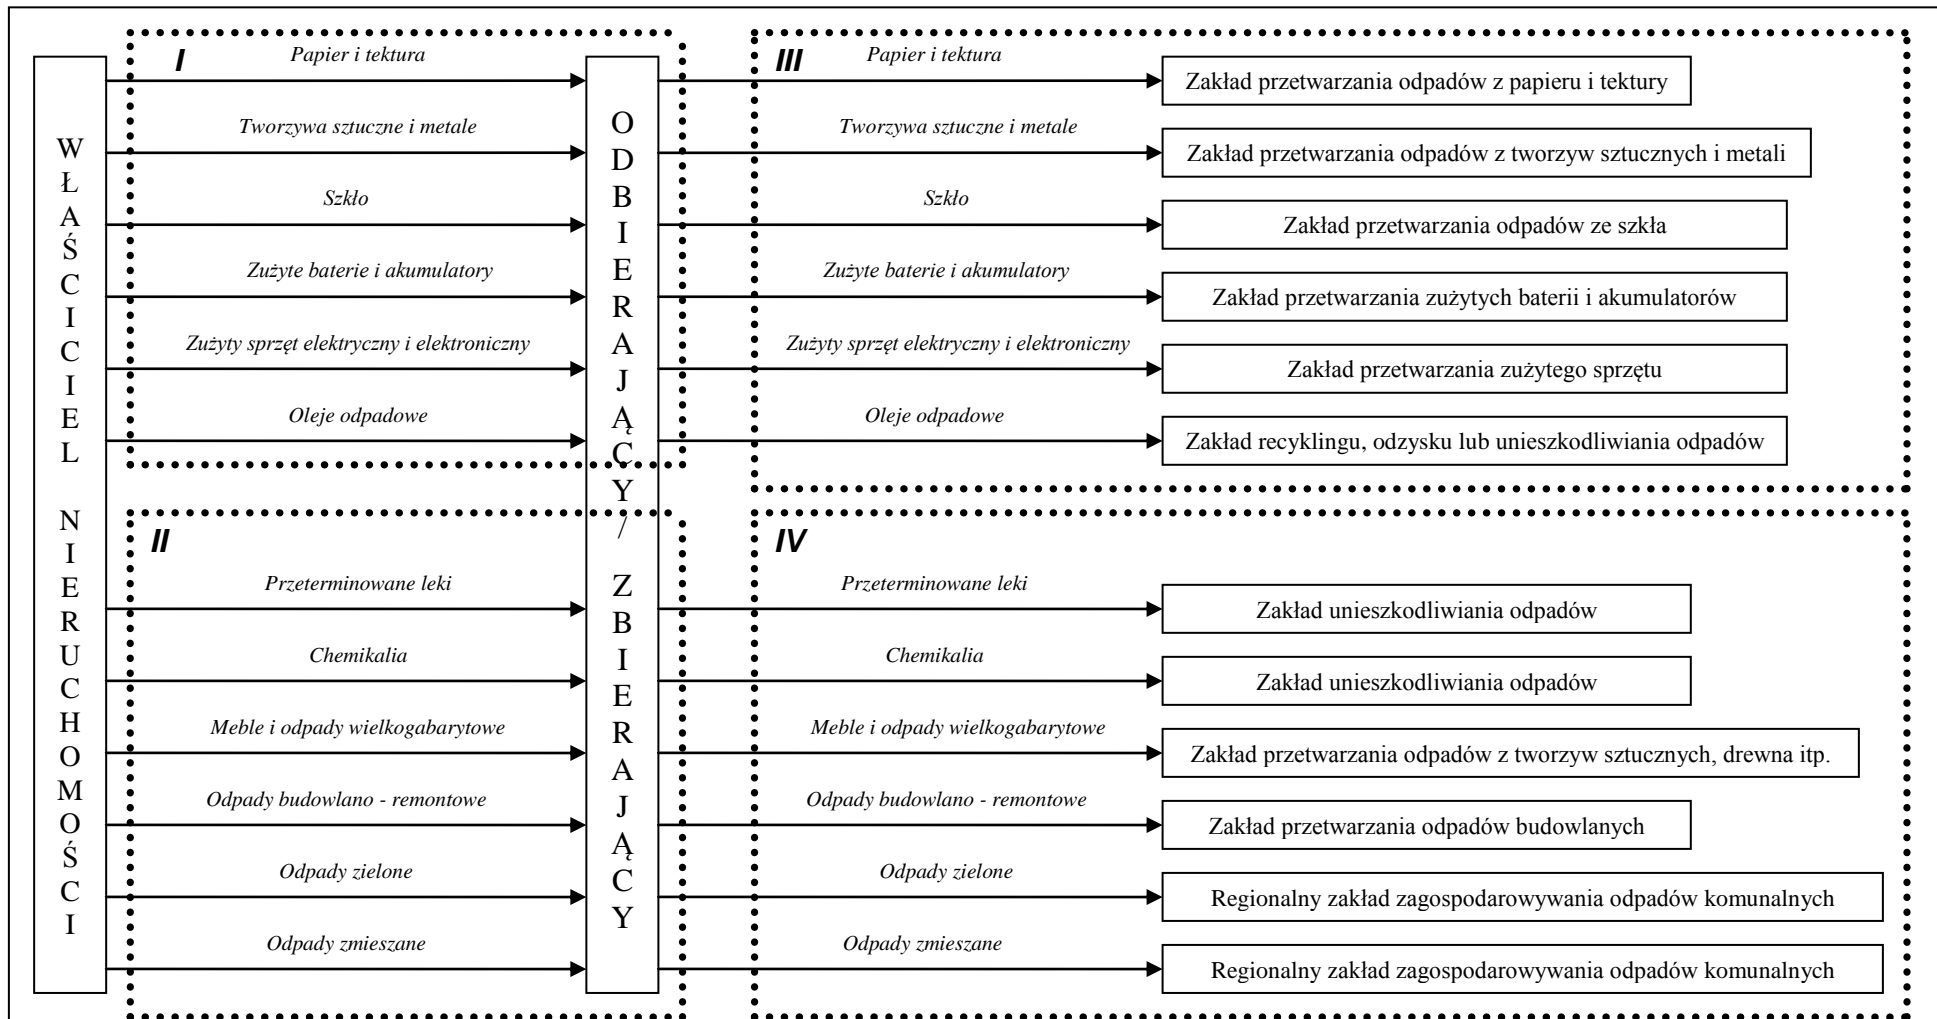 I
III
Papier i tektura
Papier i tektura
Zakład przetwarzania odpadów z papieru i tektury
Tworzywa sztuczne i metale
Tworzywa sztuczne i metale
Zakład przetwarzania odpadów z tworzyw sztucznych i metali
Szkło
Szkło
Zakład przetwarzania odpadów ze szkła
Zużyte baterie i akumulatory
Zużyte baterie i akumulatory
Zakład przetwarzania zużytych baterii i akumulatorów
Zużyty sprzęt elektryczny i elektroniczny
Zużyty sprzęt elektryczny i elektroniczny
Zakład przetwarzania zużytego sprzętu
Oleje odpadowe
Oleje odpadowe
Zakład recyklingu, odzysku lub unieszkodliwiania odpadów
WŁAŚCICIEL NIERUCHOMOŚCI
ODBIERAJĄCY / ZBIERAJĄCY
II
IV
Przeterminowane leki
Przeterminowane leki
Zakład unieszkodliwiania odpadów
Chemikalia
Chemikalia
Zakład unieszkodliwiania odpadów
Meble i odpady wielkogabarytowe
Meble i odpady wielkogabarytowe
Zakład przetwarzania odpadów z tworzyw sztucznych, drewna itp.
Odpady budowlano - remontowe
Odpady budowlano - remontowe
Zakład przetwarzania odpadów budowlanych
Odpady zielone
Odpady zielone
Regionalny zakład zagospodarowywania odpadów komunalnych
Odpady zmieszane
Odpady zmieszane
Regionalny zakład zagospodarowywania odpadów komunalnych